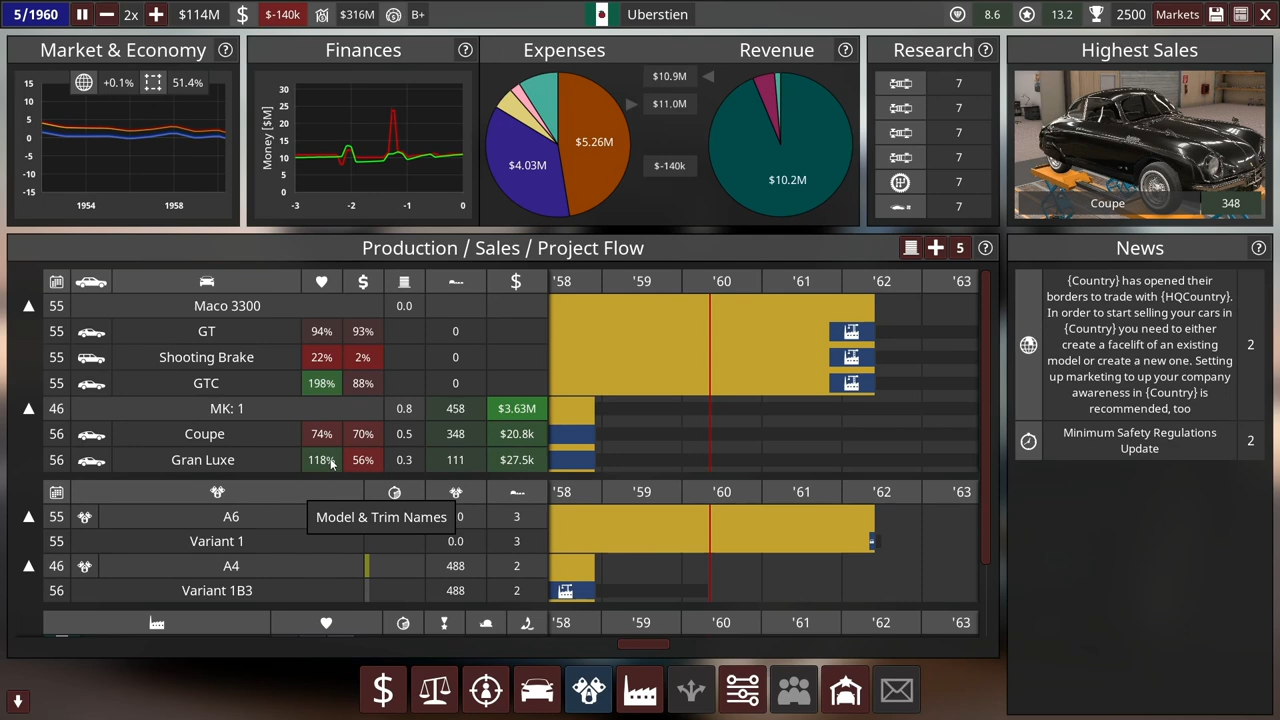 5/1960 2x $114M $-140k $316M B+ Uberstien 8.6 13.2 2500 Markets
Market & Economy ?
+0.1% 51.4%
15
10
5
0
-5
-10
-15
1954 1958
Finances ?
Money [$M]
30
25
20
15
10
5
0
-3 -2 -1 0
Expenses Revenue ?
$5.26M
$4.03M
$10.9M
$11.0M
$-140k
$10.2M
Research ?
7
7
7
7
7
7
Highest Sales
Coupe 348
Production / Sales / Project Flow 5 ?
$ $ '58 '59 '60 '61 '62 '63
55 Maco 3300 0.0
55 GT 94% 93% 0
55 Shooting Brake 22% 2% 0
55 GTC 198% 88% 0
46 MK: 1 0.8 458 $3.63M
56 Coupe 74% 70% 0.5 348 $20.8k
56 Gran Luxe 118% 56% 0.3 111 $27.5k
'58 '59 '60 '61 '62 '63
Model & Trim Names
55 A6 0 3
55 Variant 1 0.0 3
46 A4 488 2
56 Variant 1B3 488 2
'58 '59 '60 '61 '62 '63
News ?
{Country} has opened their
borders to trade with {HQCountry}.
In order to start selling your cars in
{Country} you need to either
create a facelift of an existing
model or create a new one. Setting
up marketing to up your company
awareness in {Country} is
recommended, too
2
Minimum Safety Regulations
Update
2
$